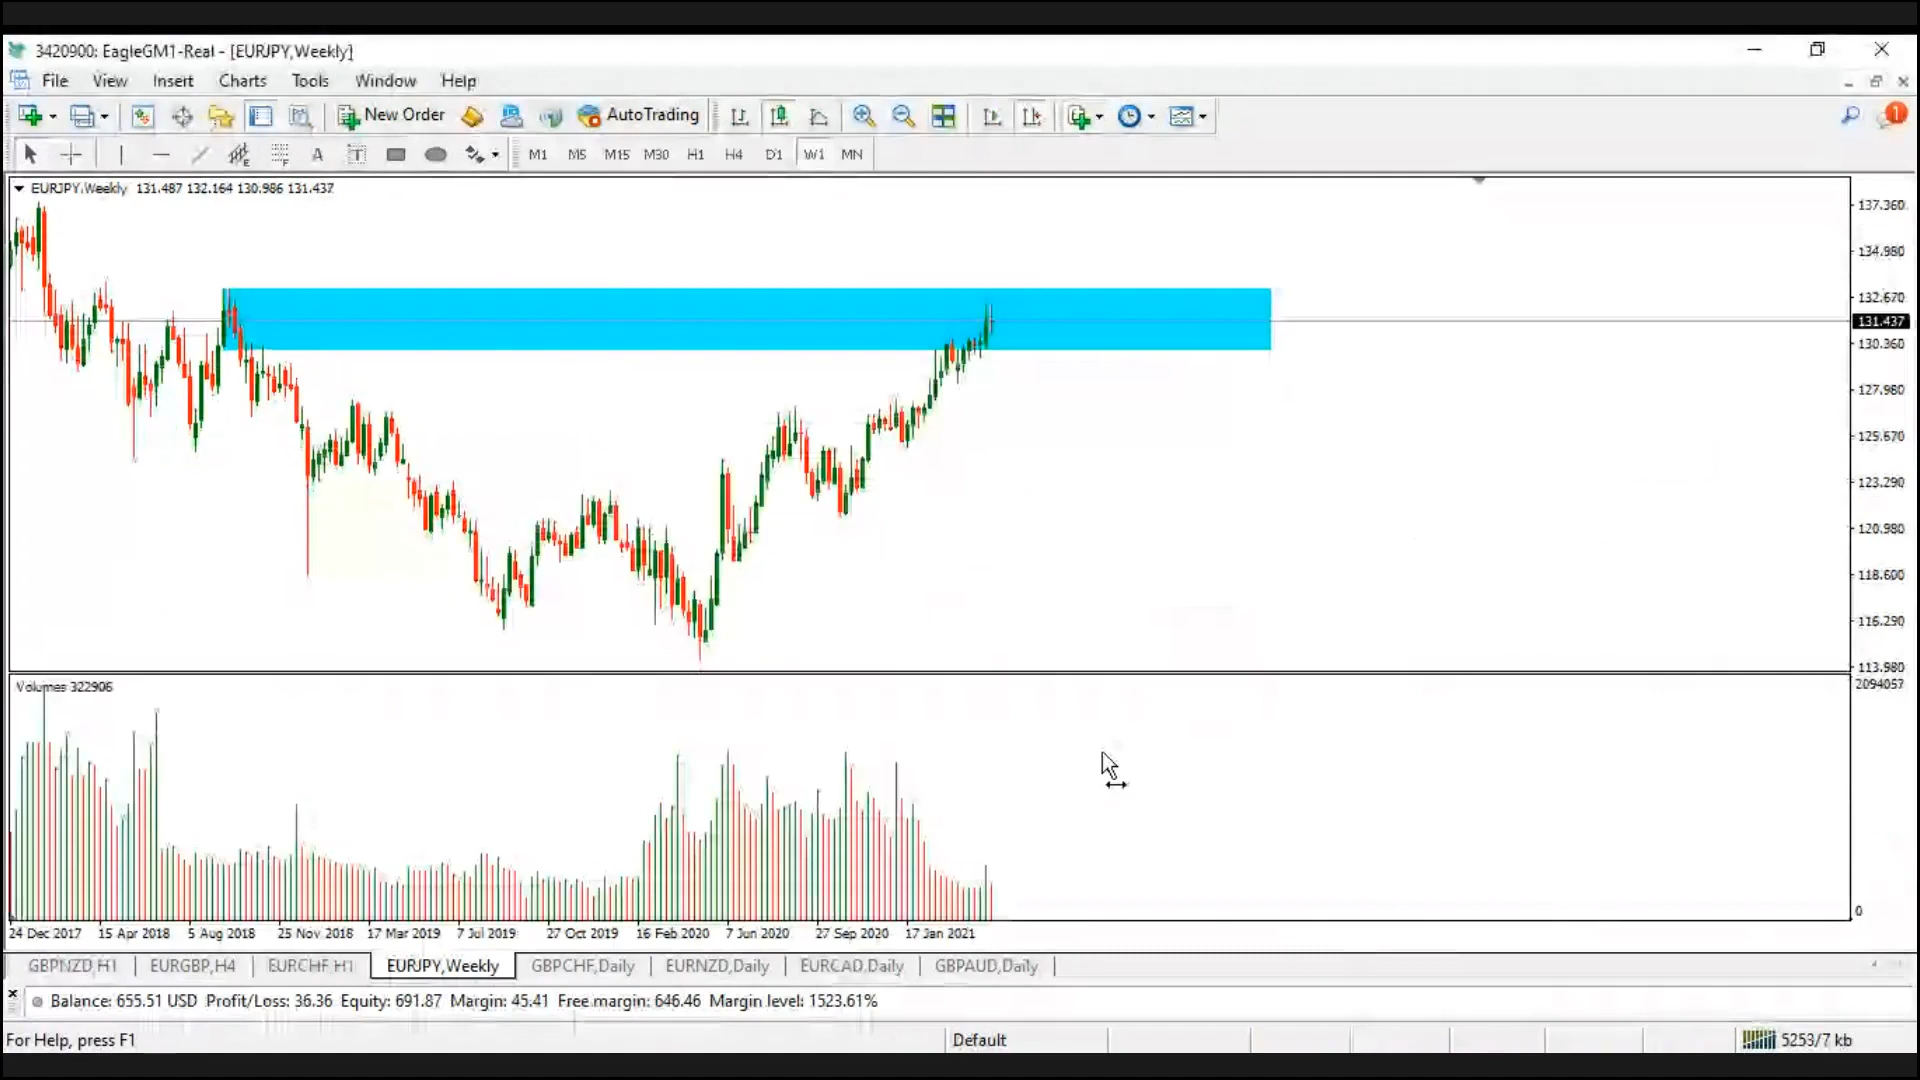 3420900: EagleGM1-Real - [EURJPY,Weekly]
File View Insert Charts Tools Window Help
New Order AutoTrading 1
E F A T M1 M5 M15 M30 H1 H4 D1 W1 MN
EURJPY,Weekly 131.487 132.164 130.986 131.437
137.360
134.980
132.670
131.437
130.360
127.980
125.670
123.290
120.980
118.600
116.290
113.980
Volumes 322906
2094057
0
24 Dec 2017 15 Apr 2018 5 Aug 2018 25 Nov 2018 17 Mar 2019 7 Jul 2019 27 Oct 2019 16 Feb 2020 7 Jun 2020 27 Sep 2020 17 Jan 2021
GBPNZD,H1 EURGBP,H4 EURCHF,H1 EURJPY,Weekly GBPCHF,Daily EURNZD,Daily EURCAD,Daily GBPAUD,Daily
Balance: 655.51 USD Profit/Loss: 36.36 Equity: 691.87 Margin: 45.41 Free margin: 646.46 Margin level: 1523.61%
For Help, press F1 Default 5253/7 kb